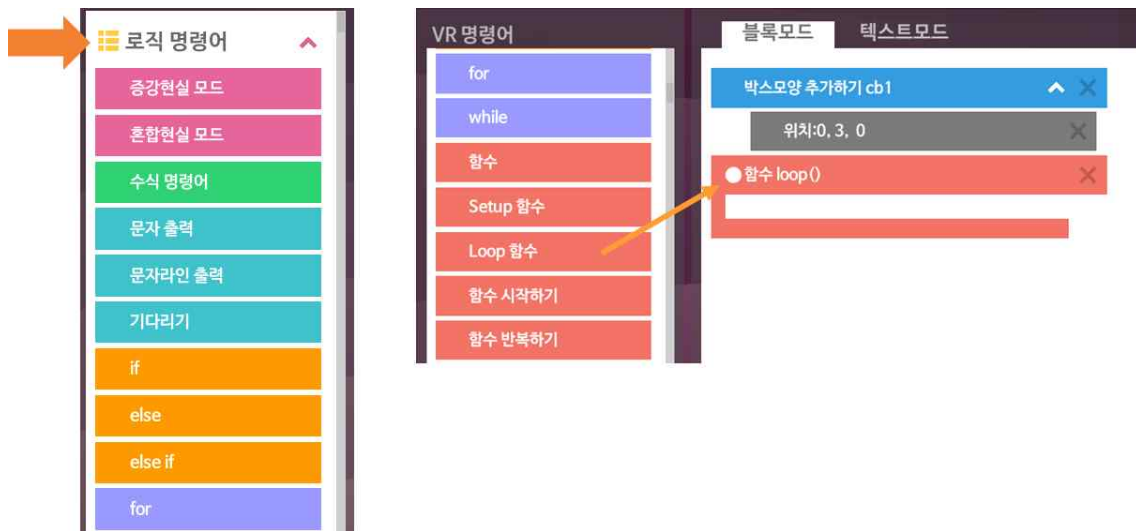 로직 명령어
증강현실 모드
혼합현실 모드
수식 명령어
문자 출력
문자라인 출력
기다리기
if
else
else if
for
VR 명령어
for
while
함수
Setup 함수
Loop 함수
함수 시작하기
함수 반복하기
블록모드 텍스트모드
박스모양 추가하기 cb1
위치:0, 3, 0
함수 loop ()